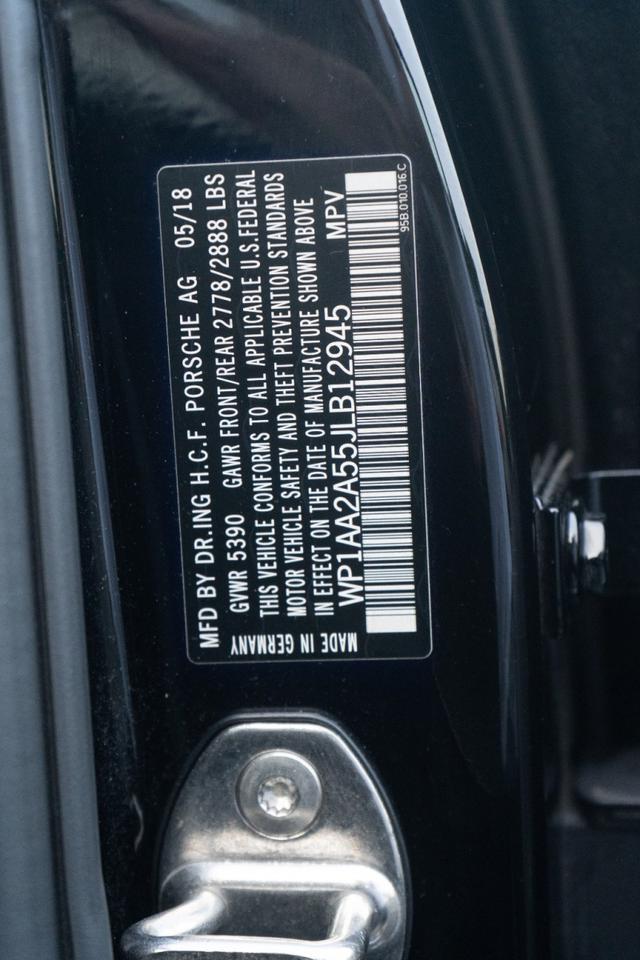 MFD BY DR.ING H.C.F. PORSCHE AG 05/18
GVWR 5390 GAWR FRONT/REAR 2778/2888 LBS
THIS VEHICLE CONFORMS TO ALL APPLICABLE U.S.FEDERAL
MOTOR VEHICLE SAFETY AND THEFT PREVENTION STANDARDS
IN EFFECT ON THE DATE OF MANUFACTURE SHOWN ABOVE
WP1AA2A55JLB12945 MPV
95B.010.016.C
MADE IN GERMANY